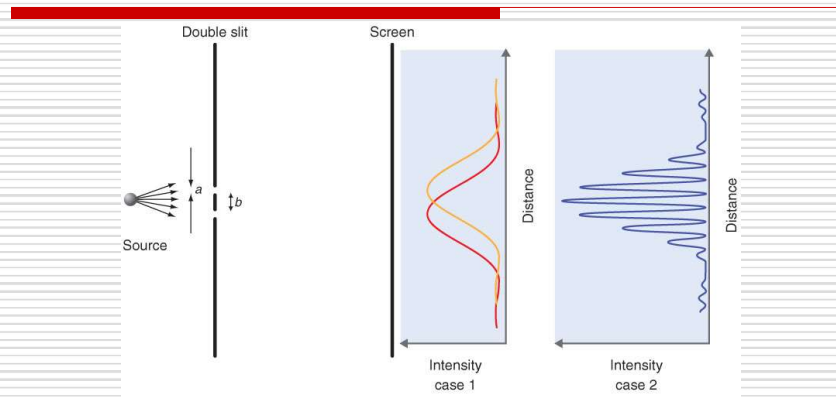 Double slit
Screen
a
b
Source
Distance
Distance
Intensity
case 1
Intensity
case 2